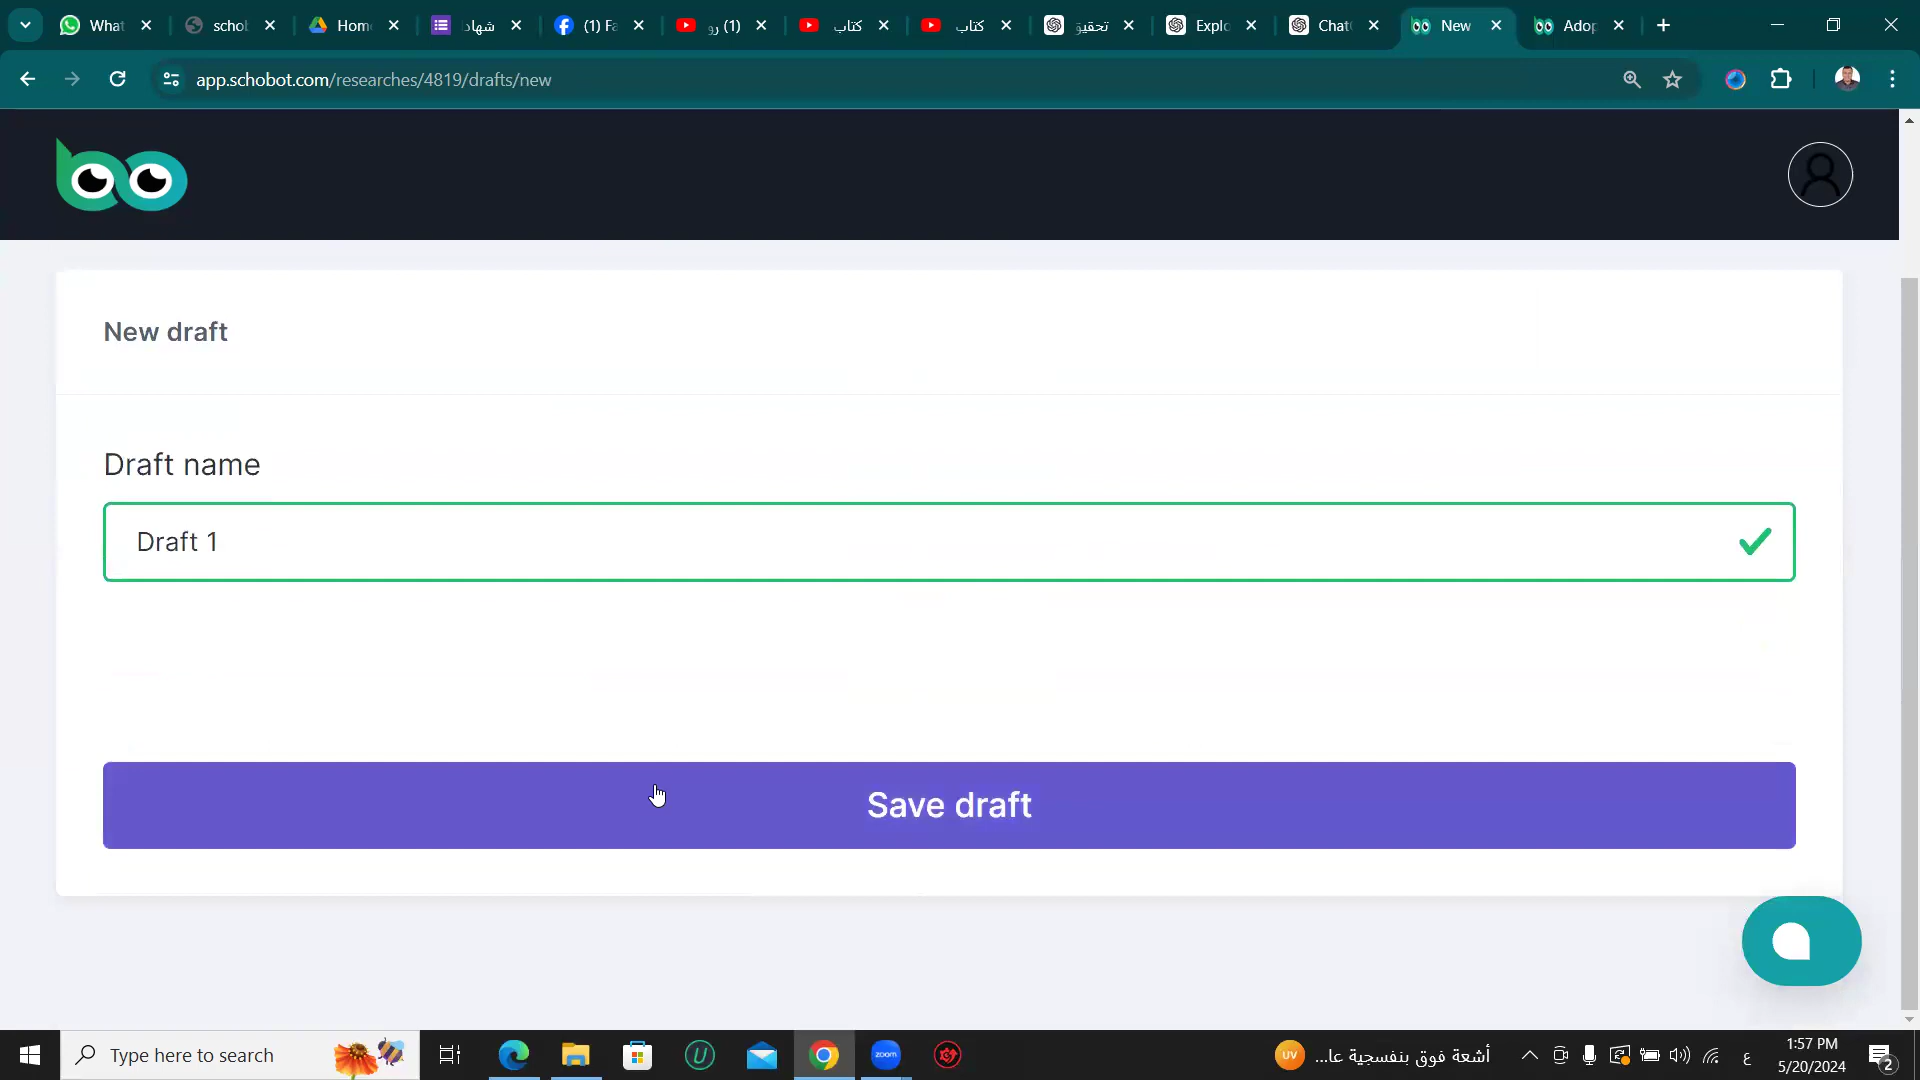 What
schol
Hom
شهاد
(1) Fa
(1) رو
كتاب
كتاب
تحقيق
Explo
Chat
New
Adop
app.schobot.com/researches/4819/drafts/new
New draft
Draft name
Draft 1
Save draft
Type here to search
zoom
UV
أشعة فوق بنفسجية عا...
ع
1:57 PM
5/20/2024
2